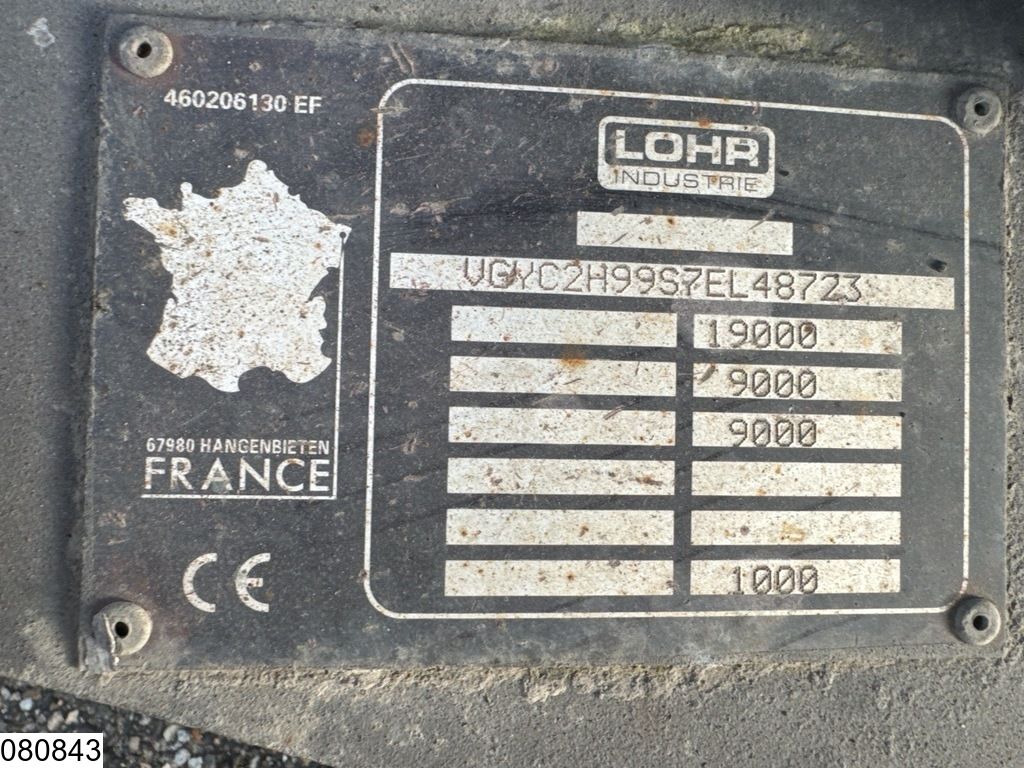 460206130 EF
LOHR
INDUSTRIE
VGYC2H99S7EL48723
19000
9000
9000
1000
67980 HANGENBIETEN
FRANCE
CE
080843